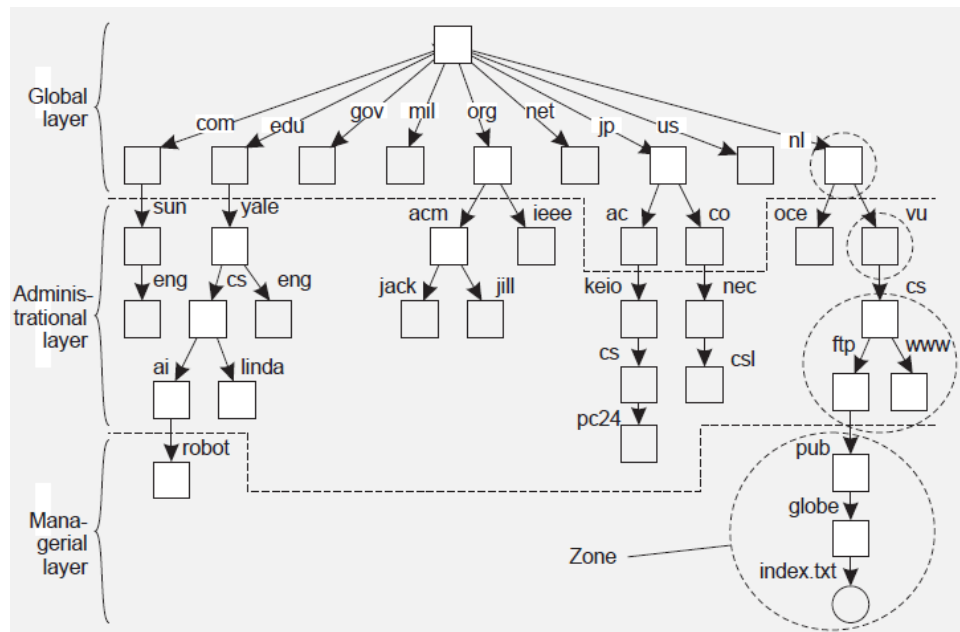 Global
layer
com
edu
gov
mil
org
net
jp
us
nl
sun
yale
acm
ieee
ac
co
oce
vu
Adminis-
trational
layer
eng
cs
eng
jack
jill
keio
nec
cs
ai
linda
cs
csl
ftp
www
pc24
robot
pub
Mana-
gerial
layer
globe
Zone
index.txt